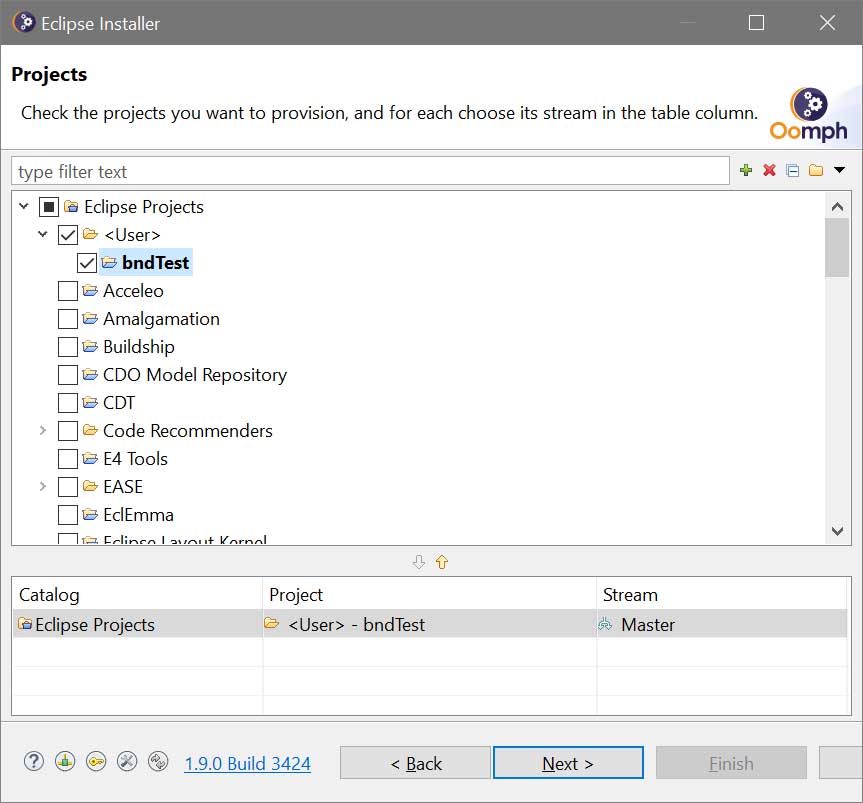 Eclipse Installer
Projects
Check the projects you want to provision, and for each choose its stream in the table column.
Oomph
type filter text
Eclipse Projects
<User>
bndTest
Acceleo
Amalgamation
Buildship
CDO Model Repository
CDT
Code Recommenders
E4 Tools
EASE
EclEmma
Eclipse Layout Kernel
Catalog Project Stream
Eclipse Projects <User> - bndTest Master
? 1.9.0 Build 3424 < Back Next > Finish